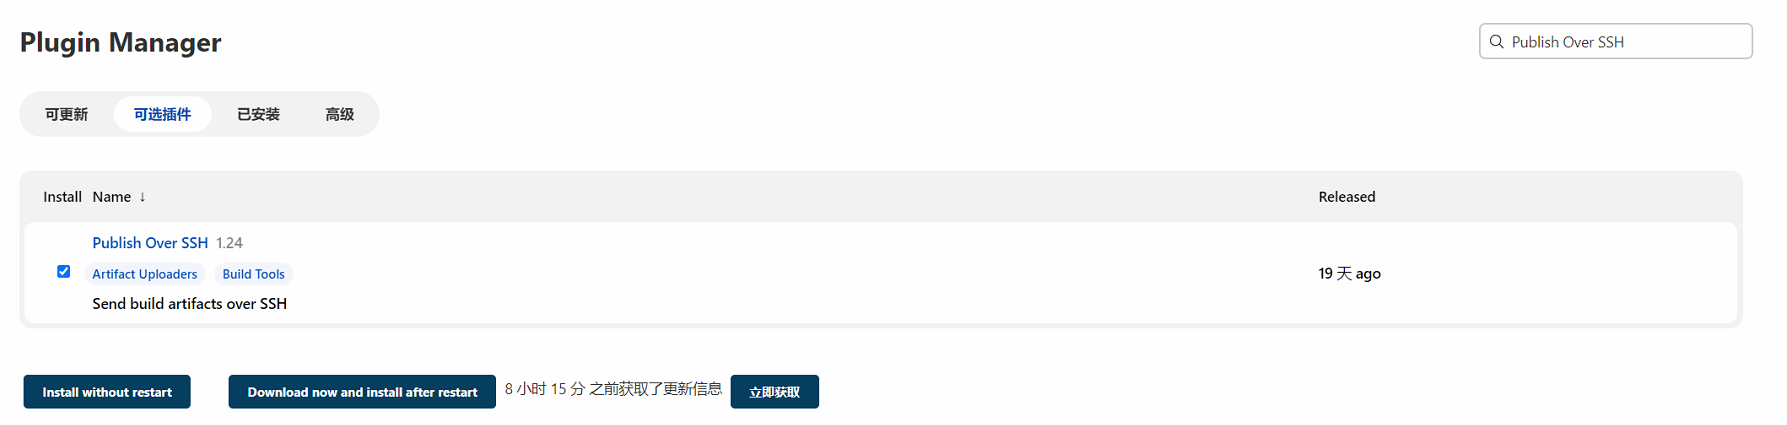 Plugin Manager
Publish Over SSH
可更新 可选插件 已安装 高级
Install Name ↓ Released
Publish Over SSH 1.24
Artifact Uploaders Build Tools
19 天 ago
Send build artifacts over SSH
Install without restart Download now and install after restart 8 小时 15 分 之前获取了更新信息 立即获取